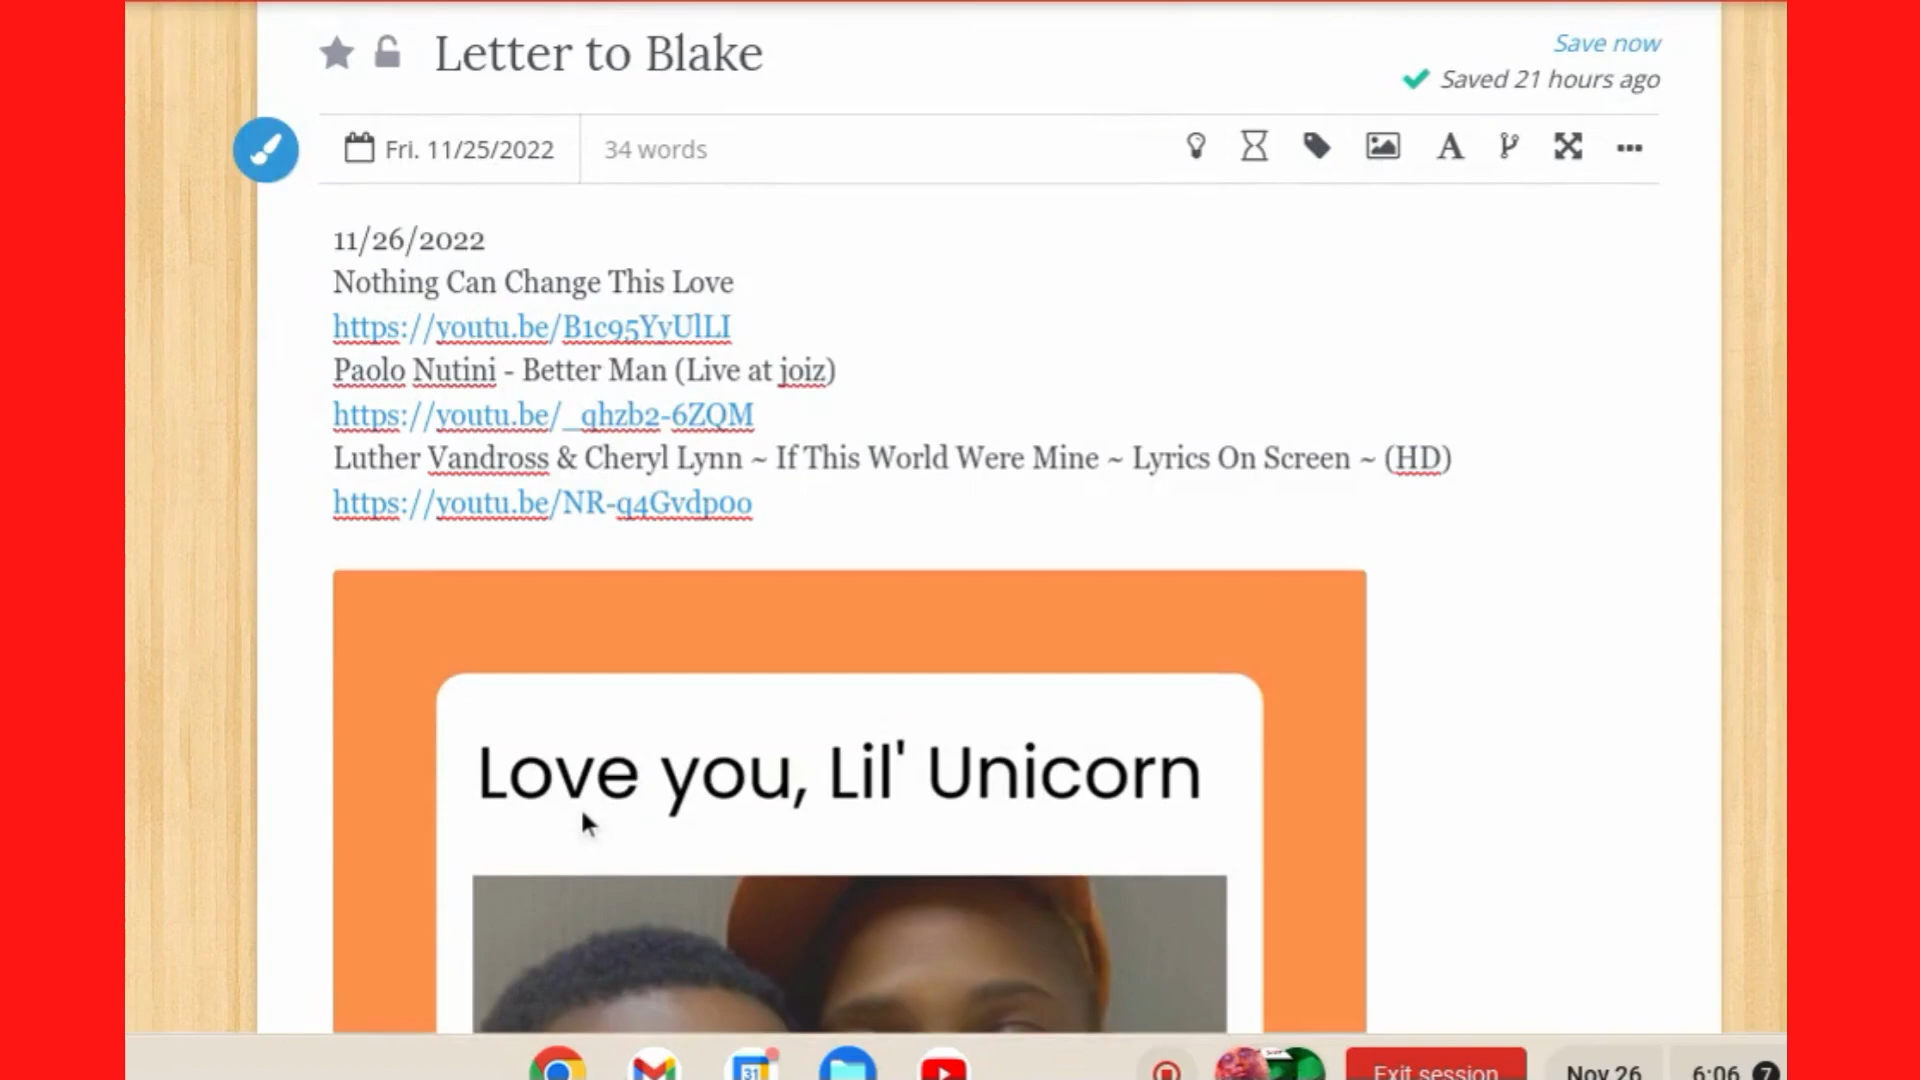 Letter to Blake
Save now
Saved 21 hours ago
Fri. 11/25/2022
34 words
11/26/2022
Nothing Can Change This Love
https://youtu.be/B1c95YvUlLI
Paolo Nutini - Better Man (Live at joiz)
https://youtu.be/_qhzb2-6ZQM
Luther Vandross & Cheryl Lynn ~ If This World Were Mine ~ Lyrics On Screen ~ (HD)
https://youtu.be/NR-q4Gvdpo0
Love you, Lil' Unicorn
31
Exit session
Nov 26
6:06
7